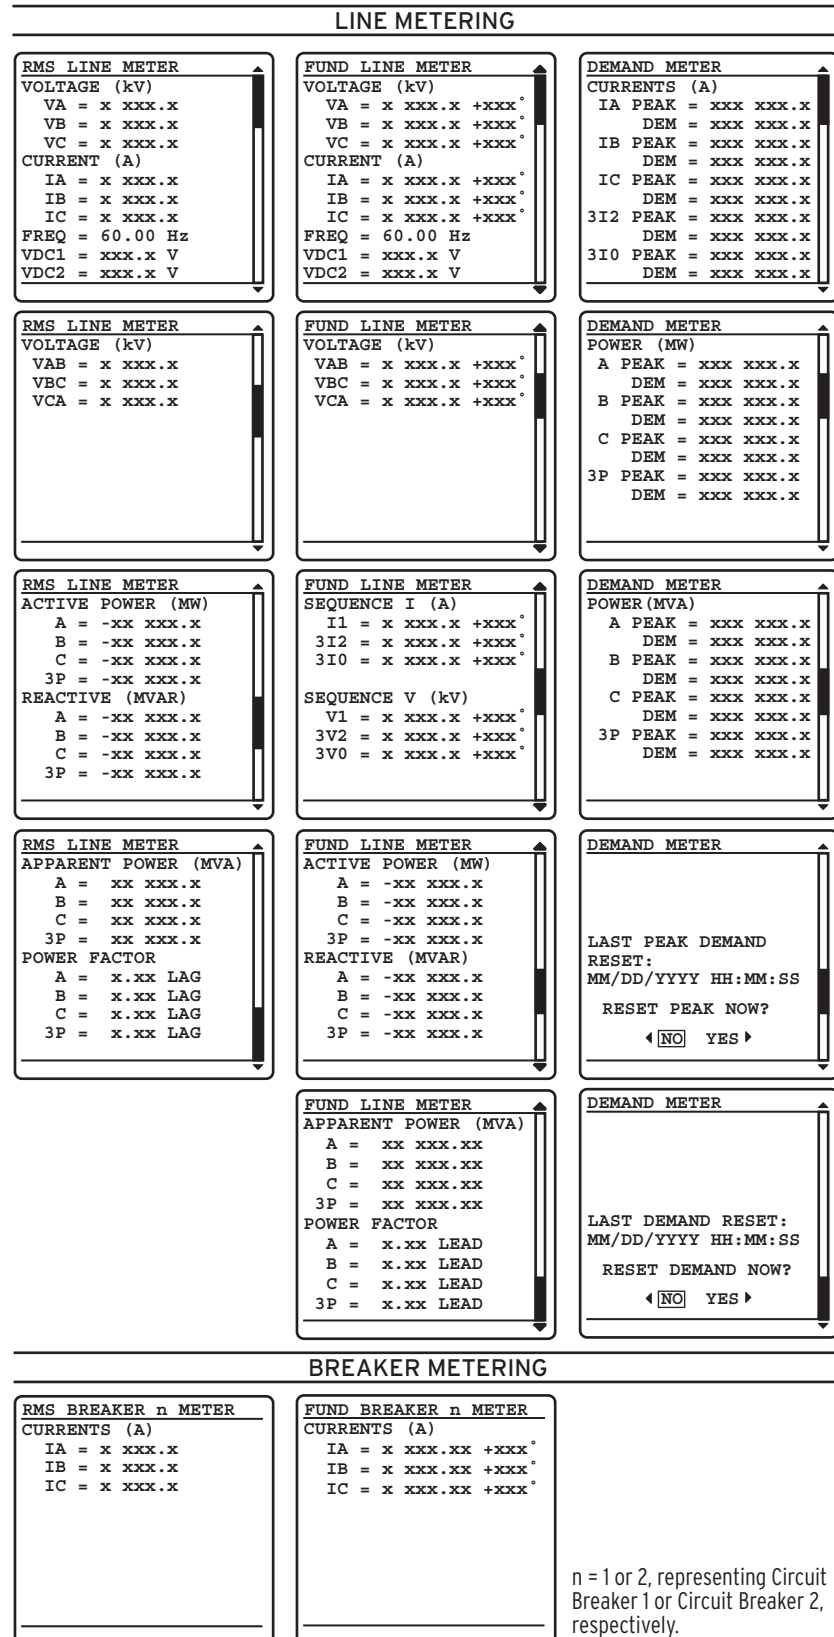 LINE METERING
RMS LINE METER
VOLTAGE (kV)
VA = x xxx.x
VB = x xxx.x
VC = x xxx.x
CURRENT (A)
IA = x xxx.x
IB = x xxx.x
IC = x xxx.x
FREQ = 60.00 Hz
VDC1 = xxx.x V
VDC2 = xxx.x V
FUND LINE METER
VOLTAGE (kV)
VA = x xxx.x +xxx°
VB = x xxx.x +xxx°
VC = x xxx.x +xxx°
CURRENT (A)
IA = x xxx.x +xxx°
IB = x xxx.x +xxx°
IC = x xxx.x +xxx°
FREQ = 60.00 Hz
VDC1 = xxx.x V
VDC2 = xxx.x V
DEMAND METER
CURRENTS (A)
IA PEAK = xxx xxx.x
DEM = xxx xxx.x
IB PEAK = xxx xxx.x
DEM = xxx xxx.x
IC PEAK = xxx xxx.x
DEM = xxx xxx.x
3I2 PEAK = xxx xxx.x
DEM = xxx xxx.x
3I0 PEAK = xxx xxx.x
DEM = xxx xxx.x
RMS LINE METER
VOLTAGE (kV)
VAB = x xxx.x
VBC = x xxx.x
VCA = x xxx.x
FUND LINE METER
VOLTAGE (kV)
VAB = x xxx.x +xxx°
VBC = x xxx.x +xxx°
VCA = x xxx.x +xxx°
DEMAND METER
POWER (MW)
A PEAK = xxx xxx.x
DEM = xxx xxx.x
B PEAK = xxx xxx.x
DEM = xxx xxx.x
C PEAK = xxx xxx.x
DEM = xxx xxx.x
3P PEAK = xxx xxx.x
DEM = xxx xxx.x
RMS LINE METER
ACTIVE POWER (MW)
A = -xx xxx.x
B = -xx xxx.x
C = -xx xxx.x
3P = -xx xxx.x
REACTIVE (MVAR)
A = -xx xxx.x
B = -xx xxx.x
C = -xx xxx.x
3P = -xx xxx.x
FUND LINE METER
SEQUENCE I (A)
I1 = x xxx.x +xxx°
3I2 = x xxx.x +xxx°
3I0 = x xxx.x +xxx°
SEQUENCE V (kV)
V1 = x xxx.x +xxx°
3V2 = x xxx.x +xxx°
3V0 = x xxx.x +xxx°
DEMAND METER
POWER(MVA)
A PEAK = xxx xxx.x
DEM = xxx xxx.x
B PEAK = xxx xxx.x
DEM = xxx xxx.x
C PEAK = xxx xxx.x
DEM = xxx xxx.x
3P PEAK = xxx xxx.x
DEM = xxx xxx.x
RMS LINE METER
APPARENT POWER (MVA)
A = xx xxx.x
B = xx xxx.x
C = xx xxx.x
3P = xx xxx.x
POWER FACTOR
A = x.xx LAG
B = x.xx LAG
C = x.xx LAG
3P = x.xx LAG
FUND LINE METER
ACTIVE POWER (MW)
A = -xx xxx.x
B = -xx xxx.x
C = -xx xxx.x
3P = -xx xxx.x
REACTIVE (MVAR)
A = -xx xxx.x
B = -xx xxx.x
C = -xx xxx.x
3P = -xx xxx.x
DEMAND METER
LAST PEAK DEMAND
RESET:
MM/DD/YYYY HH:MM:SS
RESET PEAK NOW?
NO YES
FUND LINE METER
APPARENT POWER (MVA)
A = xx xxx.xx
B = xx xxx.xx
C = xx xxx.xx
3P = xx xxx.xx
POWER FACTOR
A = x.xx LEAD
B = x.xx LEAD
C = x.xx LEAD
3P = x.xx LEAD
DEMAND METER
LAST DEMAND RESET:
MM/DD/YYYY HH:MM:SS
RESET DEMAND NOW?
NO YES
BREAKER METERING
RMS BREAKER n METER
CURRENTS (A)
IA = x xxx.x
IB = x xxx.x
IC = x xxx.x
FUND BREAKER n METER
CURRENTS (A)
IA = x xxx.xx +xxx°
IB = x xxx.xx +xxx°
IC = x xxx.xx +xxx°
n = 1 or 2, representing Circuit
Breaker 1 or Circuit Breaker 2,
respectively.